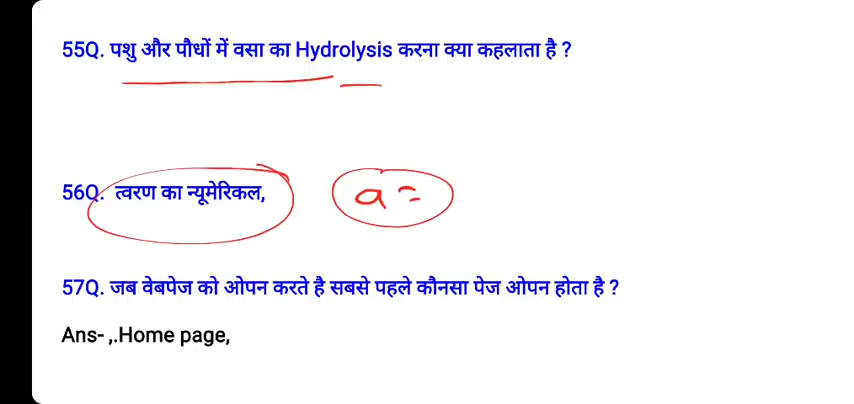 55Q. पशु और पौधों में वसा का Hydrolysis करना क्या कहलाता है ?
56Q. त्वरण का न्यूमेरिकल, a =
57Q. जब वेबपेज को ओपन करते है सबसे पहले कौनसा पेज ओपन होता है ?
Ans- ,.Home page,